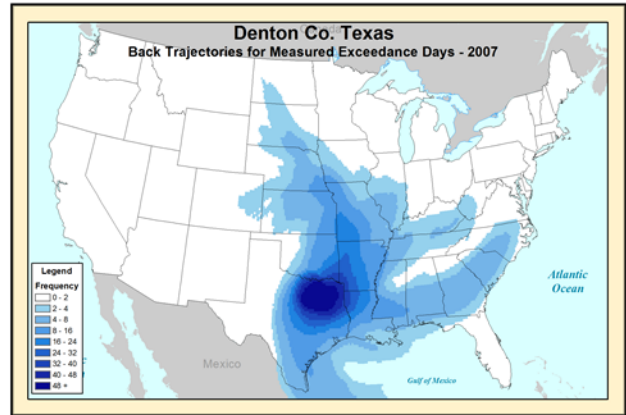 Denton Co. Texas
Back Trajectories for Measured Exceedance Days - 2007
Canada
Atlantic
Ocean
Legend
Frequency
0 - 2
2 - 4
4 - 8
8 - 16
16 - 24
24 - 32
32 - 40
40 - 48
48 +
Mexico
Gulf of Mexico